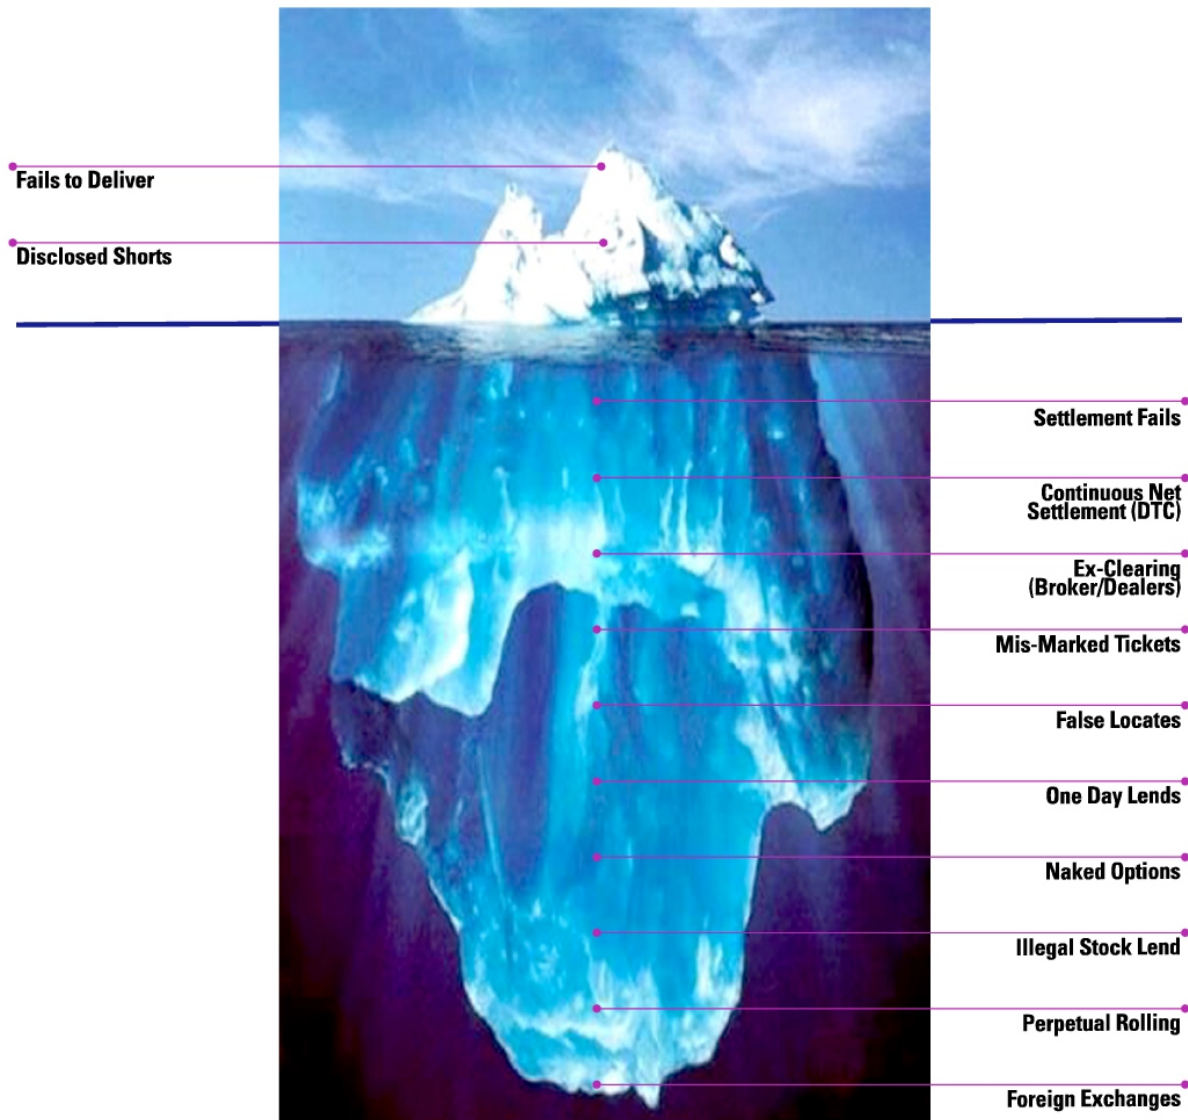 Fails to Deliver
Disclosed Shorts
Settlement Fails
Continuous Net
Settlement (DTC)
Ex-Clearing
(Broker/Dealers)
Mis-Marked Tickets
False Locates
One Day Lends
Naked Options
Illegal Stock Lend
Perpetual Rolling
Foreign Exchanges